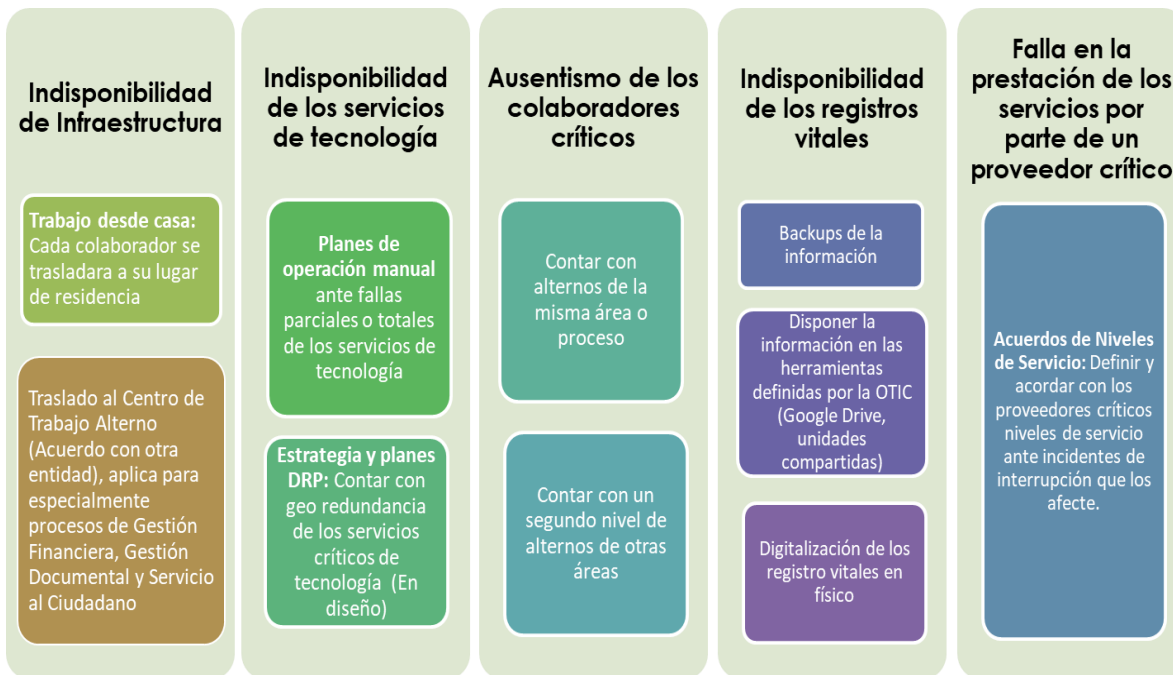 Indisponibilidad
de Infraestructura
Trabajo desde casa:
Cada colaborador se
trasladara a su lugar
de residencia
Traslado al Centro de
Trabajo Alterno
(Acuerdo con otra
entidad), aplica para
especialmente
procesos de Gestión
Financiera, Gestión
Documental y Servicio
al Ciudadano
Indisponibilidad
de los servicios
de tecnología
Planes de
operación manual
ante fallas
parciales o totales
de los servicios de
tecnología
Estrategia y planes
DRP: Contar con
geo redundancia
de los servicios
críticos de
tecnología (En
diseño)
Ausentismo de los
colaboradores
críticos
Contar con
alternos de la
misma área o
proceso
Contar con un
segundo nivel de
alternos de otras
áreas
Indisponibilidad
de los registros
vitales
Backups de la
información
Disponer la
información en las
herramientas
definidas por la OTIC
(Google Drive,
unidades
compartidas)
Digitalización de los
registro vitales en
físico
Falla en la
prestación de los
servicios por
parte de un
proveedor crítico
Acuerdos de Niveles
de Servicio: Definir y
acordar con los
proveedores críticos
niveles de servicio
ante incidentes de
interrupción que los
afecte.